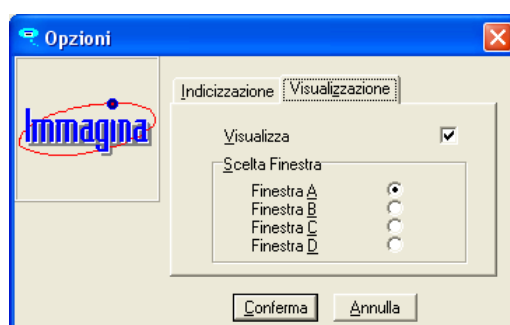 Opzioni
Immagina
Indicizzazione Visualizzazione
Visualizza
Scelta Finestra
Finestra A
Finestra B
Finestra C
Finestra D
Conferma Annulla